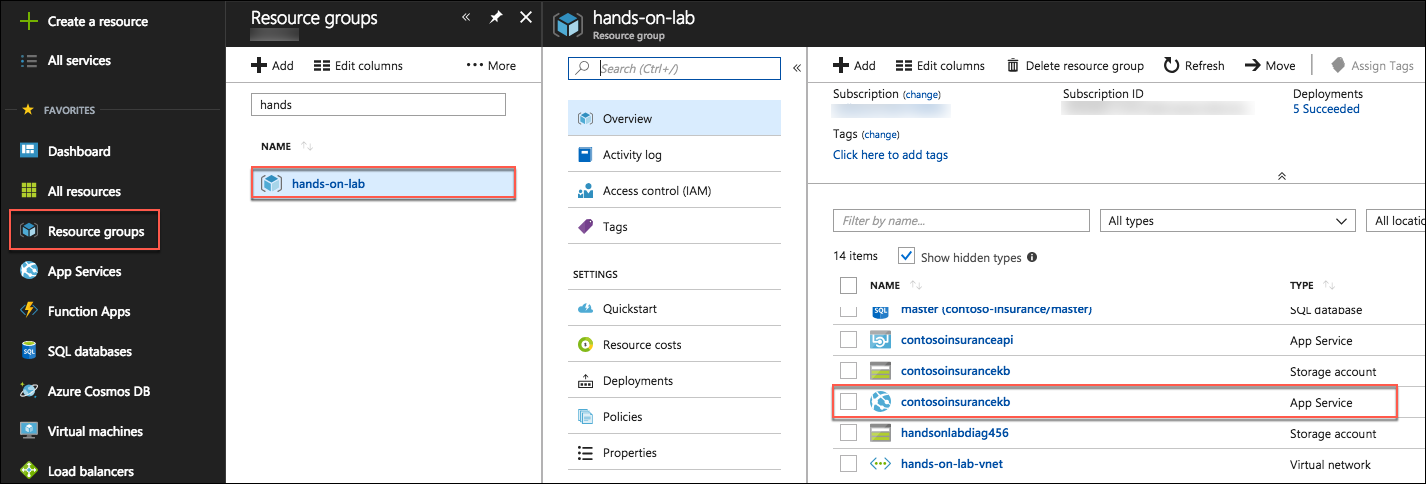 Create a resource
All services
FAVORITES
Dashboard
All resources
Resource groups
App Services
Function Apps
SQL databases
Azure Cosmos DB
Virtual machines
Load balancers
Resource groups
Add
Edit columns
More
hands
NAME
hands-on-lab
hands-on-lab
Resource group
Search (Ctrl+/)
Overview
Activity log
Access control (IAM)
Tags
SETTINGS
Quickstart
Resource costs
Deployments
Policies
Properties
Add
Edit columns
Delete resource group
Refresh
Move
Assign Tags
Subscription (change)
Subscription ID
Deployments
5 Succeeded
Tags (change)
Click here to add tags
Filter by name...
All types
All locatio
14 items
Show hidden types
NAME
TYPE
SQL master (contoso-insurance/master) SQL database
contosoinsuranceapi App Service
contosoinsurancekb Storage account
contosoinsurancekb App Service
handsonlabdiag456 Storage account
hands-on-lab-vnet Virtual network